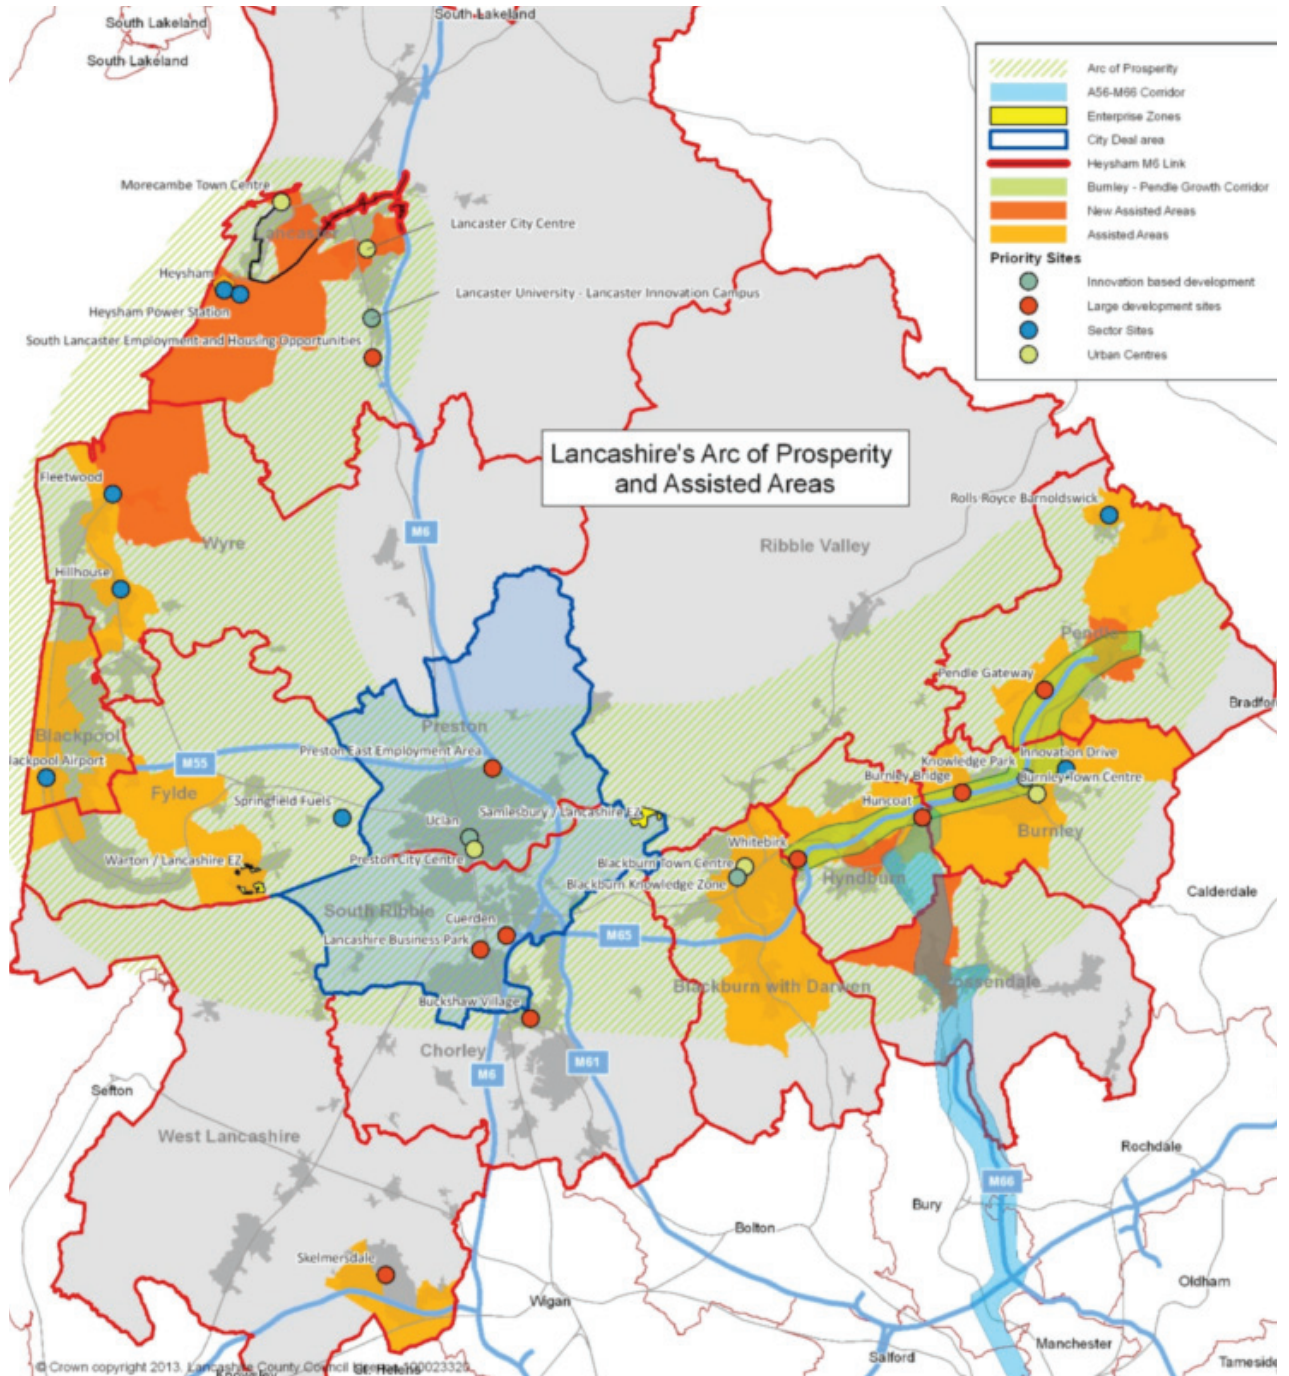 South Lakeland
South Lakeland
South Lakeland
Arc of Prosperity
A56-M66 Corridor
Enterprise Zones
City Deal area
Heysham M6 Link
Burnley - Pendle Growth Corridor
New Assisted Areas
Assisted Areas
Priority Sites
Innovation based development
Large development sites
Sector Sites
Urban Centres
Morecambe Town Centre
Lancaster City Centre
Lancaster
Heysham
Heysham Power Station
Lancaster University - Lancaster Innovation Campus
South Lancaster Employment and Housing Opportunities
Lancashire's Arc of Prosperity
and Assisted Areas
Fleetwood
Rolls Royce Barnoldswick
M6
Wyre
Ribble Valley
Hillhouse
Pendle
Pendle Gateway
Bradfor
Blackpool
Preston
Preston East Employment Area
lackpool Airport
M55
Fylde
Springfield Fuels
Innovation Drive
Knowledge Park
Burnley Bridge
Burnley Town Centre
Huncoat
Burnley
Uclan
Samlesbury / Lancashire EZ
Preston City Centre
Warton / Lancashire EZ
Whitebirk
Blackburn Town Centre
Blackburn Knowledge Zone
Hyndburn
Calderdale
South Ribble
Cuerden
Lancashire Business Park
M65
Blackburn with Darwen
ossendale
Buckshaw Village
Chorley
M6
M61
Sefton
West Lancashire
Rochdale
M66
Bury
Bolton
Skelmersdale
Oldham
Wigan
Manchester
Salford
Tameside
© Crown copyright 2013. Lancashire County Council 100023320
Knowsley
St. Helens